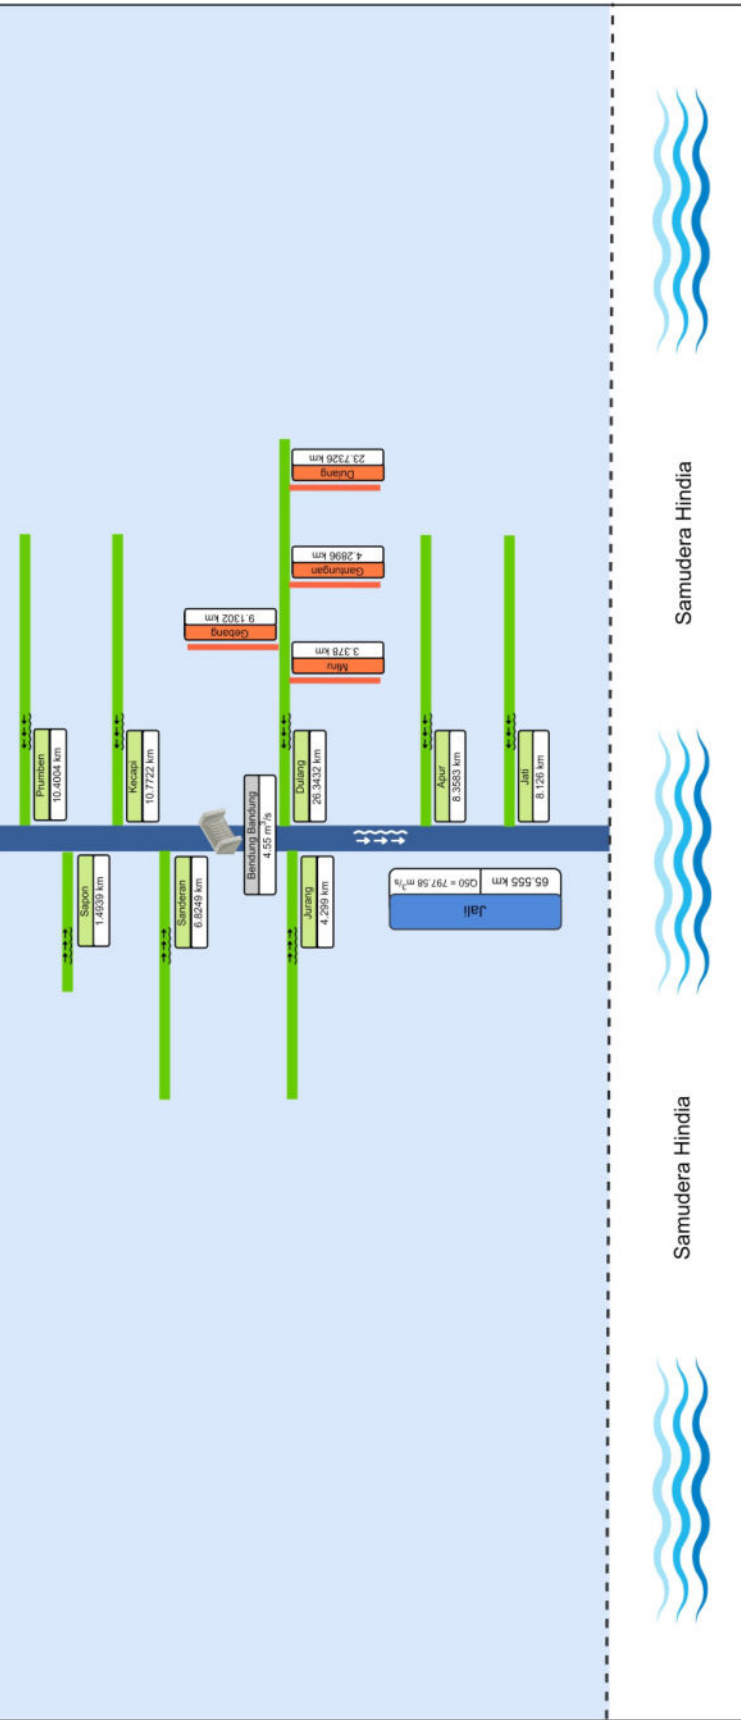 Prumben
10.4004 km
Sapon
1.4939 km
Kecapi
10.7722 km
Sanderan
6.8249 km
Bendung Bandung
4.55 m³/s
Gebang
9.1302 km
Dulang
26.3432 km
Jurang
4.299 km
Dulang
23.7326 km
Gantungan
4.2896 km
Miru
3.378 km
Apur
8.3583 km
Jati
8.126 km
Jali
65.555 km
Q50 = 797.58 m³/s
Samudera Hindia
Samudera Hindia